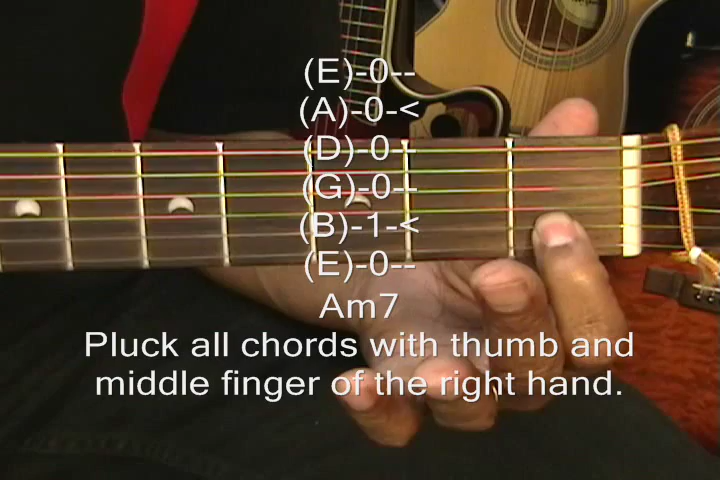 (E)-0--
(A)-0-<
(D)-0--
(G)-0--
(B)-1-<
(E)-0--
Am7
Pluck all chords with thumb and
middle finger of the right hand.